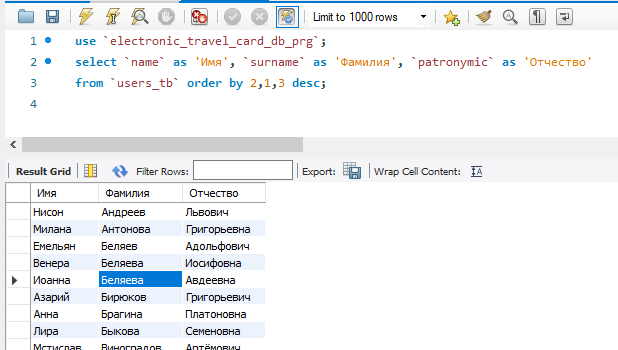 Limit to 1000 rows
1 use `electronic_travel_card_db_prg`;
2 select `name` as 'Имя', `surname` as 'Фамилия', `patronymic` as 'Отчество'
3 from `users_tb` order by 2,1,3 desc;
4
Result Grid Filter Rows: Export: Wrap Cell Content:
Имя Фамилия Отчество
Нисон Андреев Львович
Милана Антонова Григорьевна
Емельян Беляев Адольфович
Венера Беляева Иосифовна
Иоанна Беляева Авдеевна
Азарий Бирюков Григорьевич
Анна Брагина Платоновна
Лира Быкова Семеновна
Мстислав Виноградов Артёмович